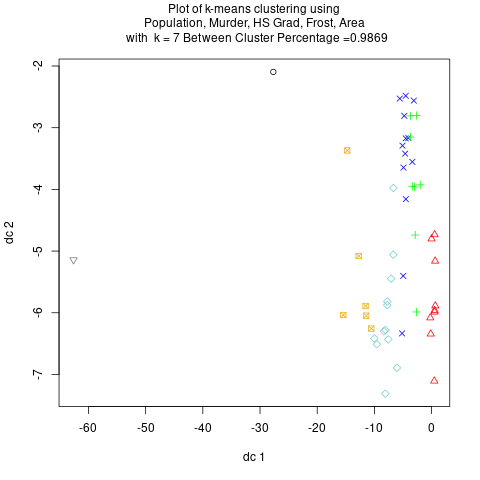 Plot of k-means clustering using
Population, Murder, HS Grad, Frost, Area
with k = 7 Between Cluster Percentage =0.9869
-2
-3
-4
-5
-6
-7
dc 2
-60
-50
-40
-30
-20
-10
0
dc 1